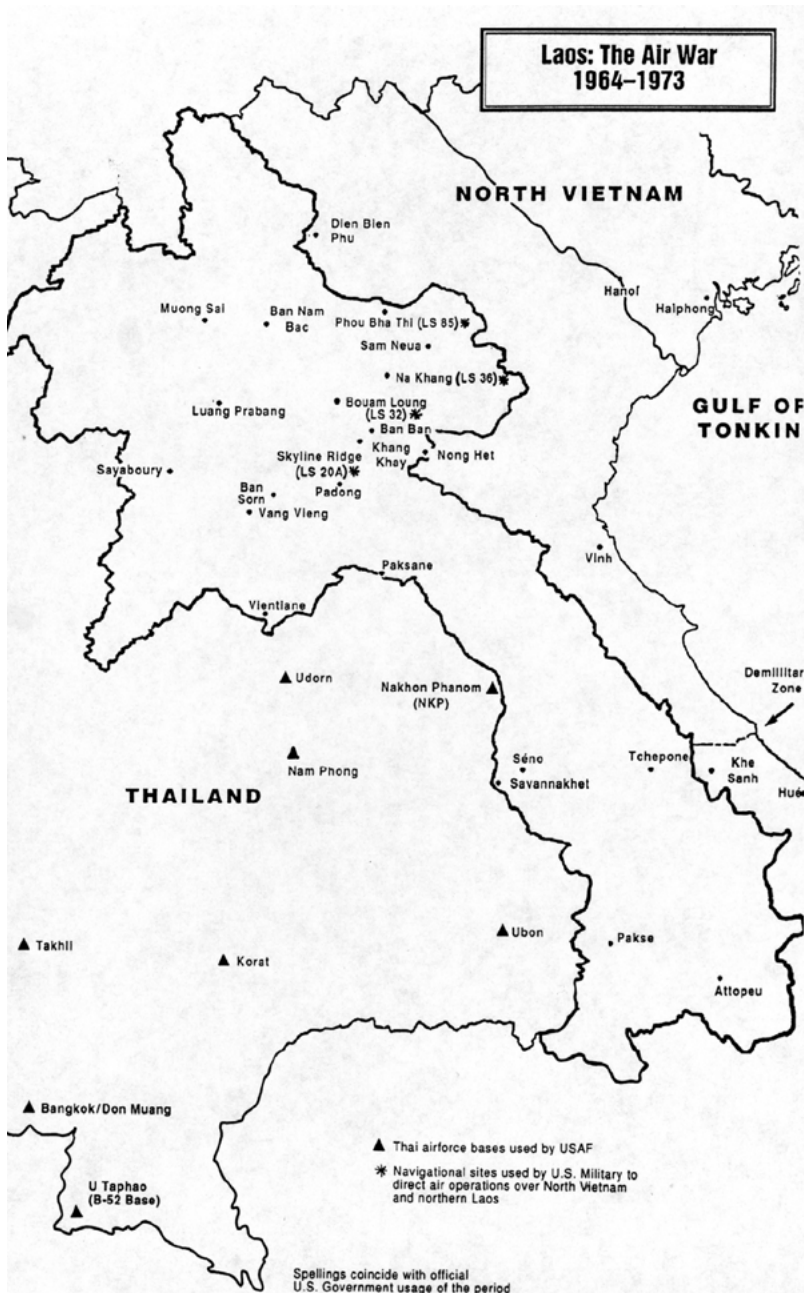 Laos: The Air War
1964–1973
NORTH VIETNAM
Dien Bien
Phu
Hanoi
Haiphong
Muong Sai
Ban Nam
Bac
Phou Bha Thi (LS 85)
Sam Neua
Na Khang (LS 36)
Luang Prabang
Bouam Loung
(LS 32)
GULF OF
TONKIN
Ban Ban
Khang
Khay
Nong Het
Skyline Ridge
(LS 20A)
Sayaboury
Padong
Ban
Sorn
Vang Vieng
Vinh
Paksane
Vientiane
Udorn
Nakhon Phanom
(NKP)
Demilitar
Zone
Nam Phong
Séno
Savannakhet
Tchepone
Khe
Sanh
Hué
THAILAND
Takhli
Korat
Ubon
Pakse
Attopeu
Bangkok/Don Muang
U Taphao
(B-52 Base)
Thai airforce bases used by USAF
Navigational sites used by U.S. Military to
direct air operations over North Vietnam
and northern Laos
Spellings coincide with official
U.S. Government usage of the period